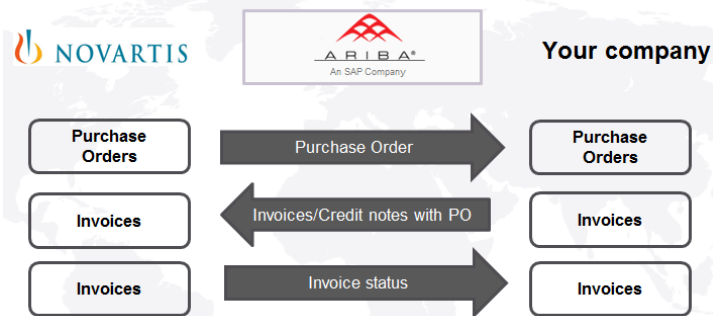 NOVARTIS
ARIBA®
An SAP Company
Your company
Purchase
Orders
Purchase Order
Purchase
Orders
Invoices
Invoices/Credit notes with PO
Invoices
Invoices
Invoice status
Invoices